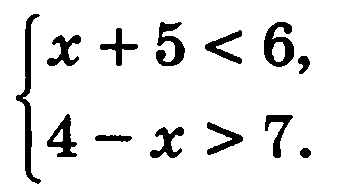 x + 5 < 6,
4 − x > 7.